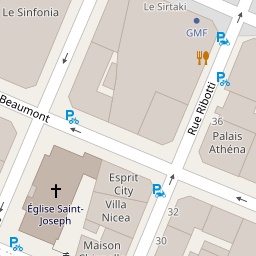 Le Sirtaki
Le Sinfonia
GMF
Beaumont
Rue Ribotti
36
Palais
Athéna
Esprit
City
Villa
Nicea
Église Saint-
Joseph
32
30
Maison